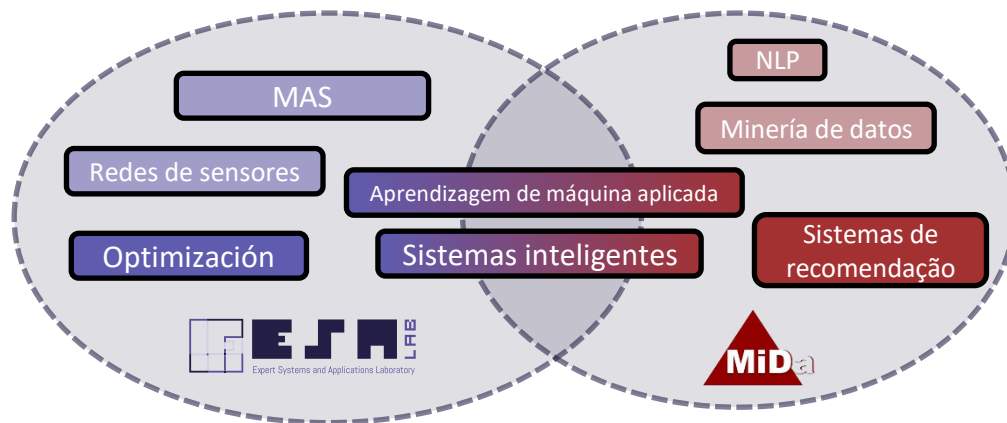 MAS
Redes de sensores
Optimización
Aprendizagem de máquina aplicada
Sistemas inteligentes
NLP
Minería de datos
Sistemas de
recomendação
ESA LAB
Expert Systems and Applications Laboratory
MiDa